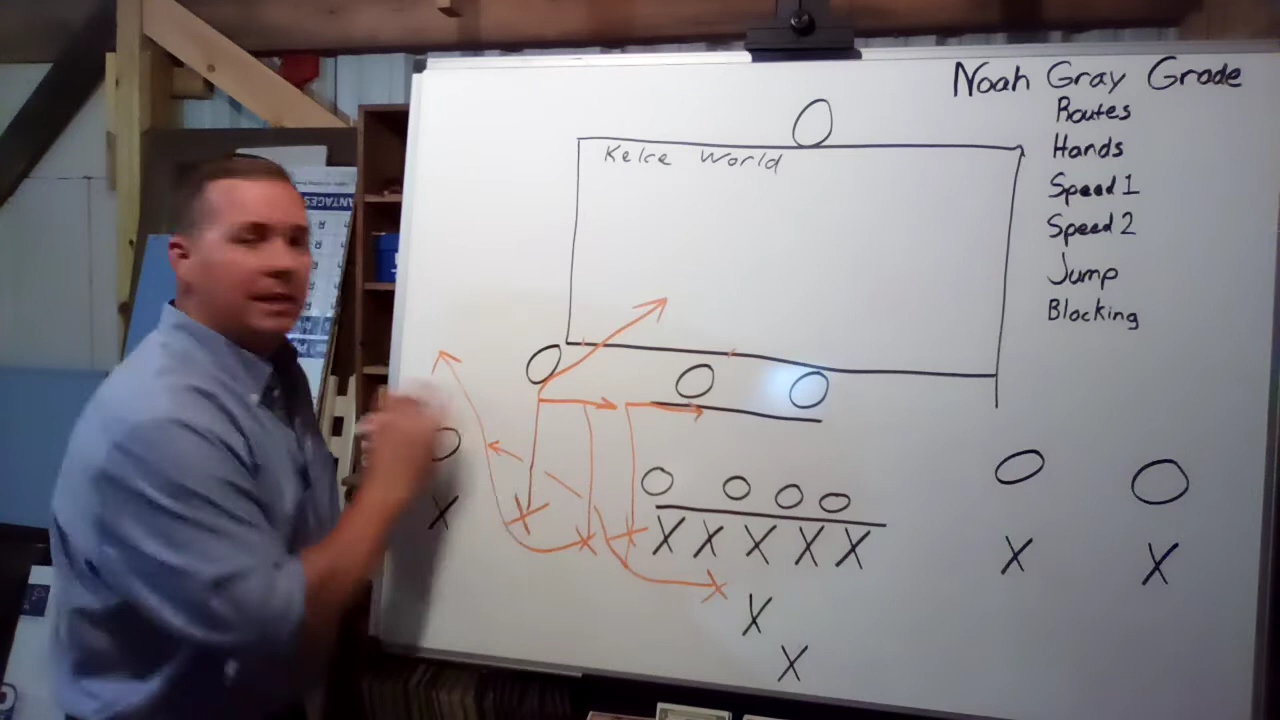 Noah Gray Grade
Routes
Hands
Speed 1
Speed 2
Jump
Blocking
Kelce World
X X X X X X X X
X X X
X
X
X